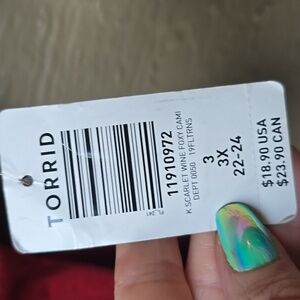 TORRID
PL_241
11910972
K SCARLET WINE FOXY CAMI
DEPT 0050 19FLTRNS
3
3X
22-24
$18.90 USA
$23.90 CAN